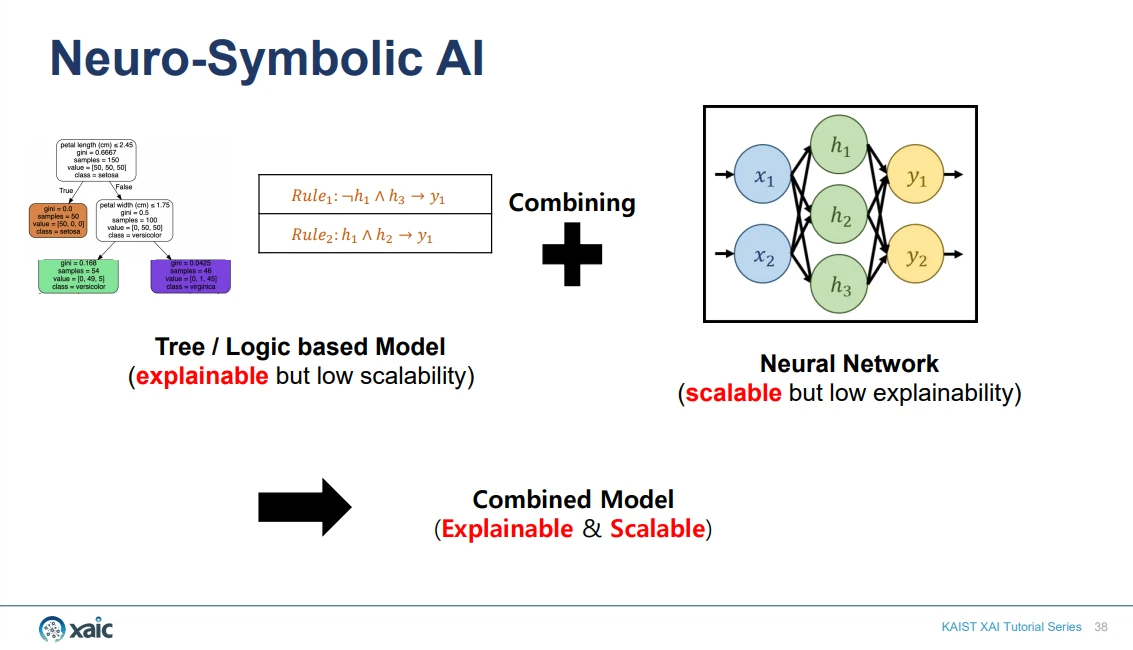 Neuro-Symbolic AI
petal length (cm) ≤ 2.45
gini = 0.6667
samples = 150
value = [50, 50, 50]
class = setosa
True
False
gini = 0.0
samples = 50
value = [50, 0, 0]
class = setosa
petal width (cm) ≤ 1.75
gini = 0.5
samples = 100
value = [0, 50, 50]
class = versicolor
gini = 0.168
samples = 54
value = [0, 49, 5]
class = versicolor
gini = 0.0425
samples = 46
value = [0, 1, 45]
class = virginica
Rule₁: ¬h₁ ∧ h₃ → y₁
Rule₂: h₁ ∧ h₂ → y₁
Combining
x₁
x₂
h₁
h₂
h₃
y₁
y₂
Tree / Logic based Model
(explainable but low scalability)
Neural Network
(scalable but low explainability)
Combined Model
(Explainable & Scalable)
xaic
KAIST XAI Tutorial Series 38